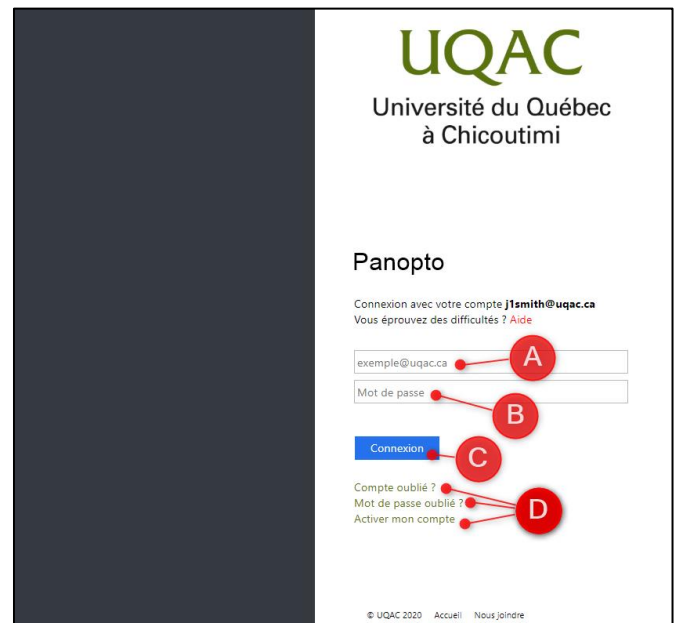 UQAC
Université du Québec
à Chicoutimi
Panopto
Connexion avec votre compte j1smith@uqac.ca
Vous éprouvez des difficultés ? Aide
exemple@uqac.ca A
Mot de passe B
Connexion C
Compte oublié ?
Mot de passe oublié ? D
Activer mon compte
© UQAC 2020 Accueil Nous joindre